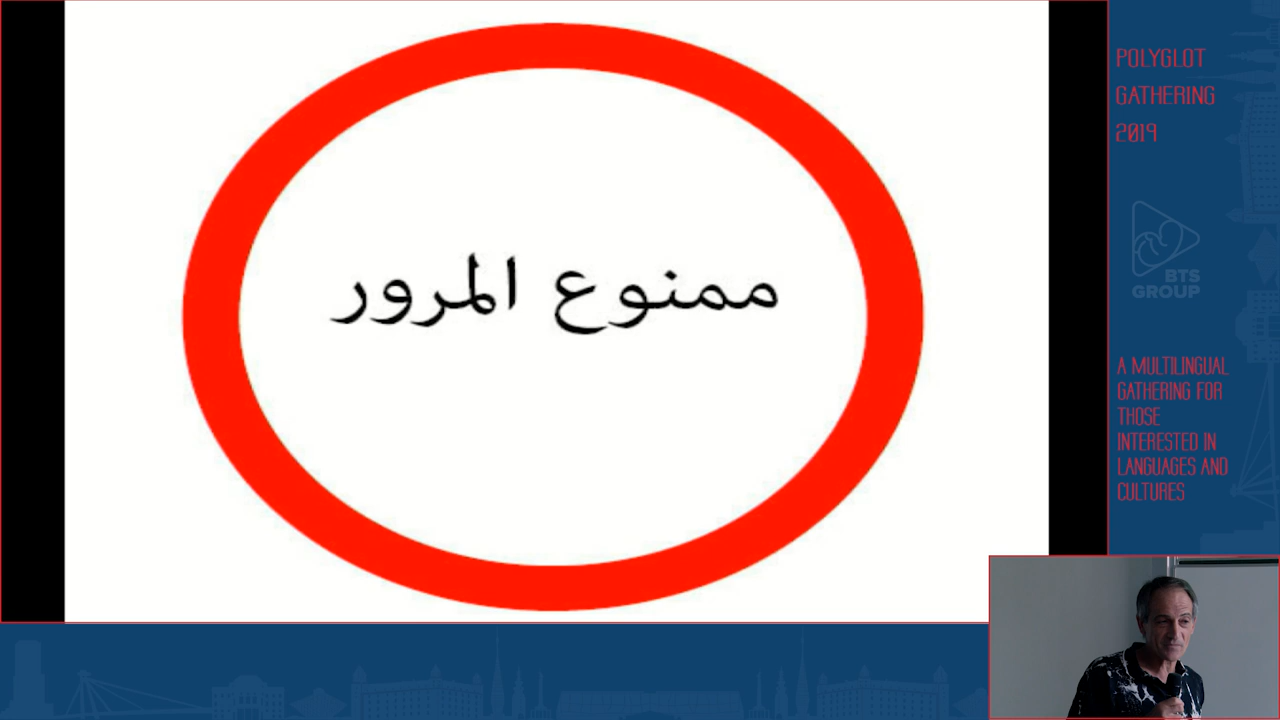 ممنوع المرور
POLYGLOT
GATHERING
2019
BTS
GROUP
A MULTILINGUAL
GATHERING FOR
THOSE
INTERESTED IN
LANGUAGES AND
CULTURES